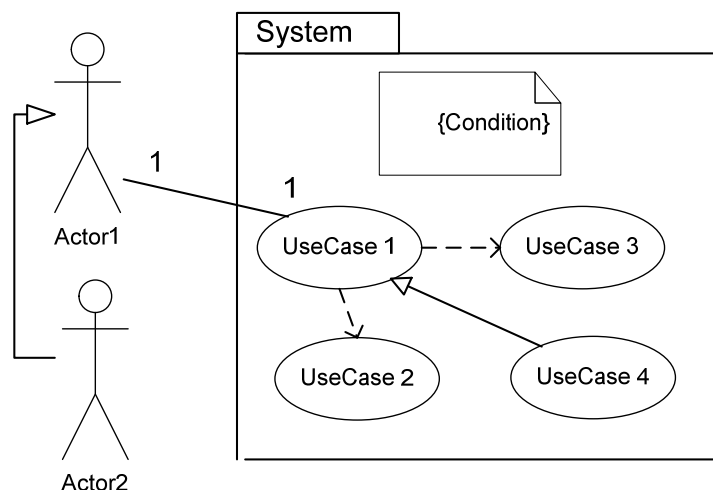 System
{Condition}
1
1
Actor1
UseCase 1
UseCase 3
UseCase 2
UseCase 4
Actor2